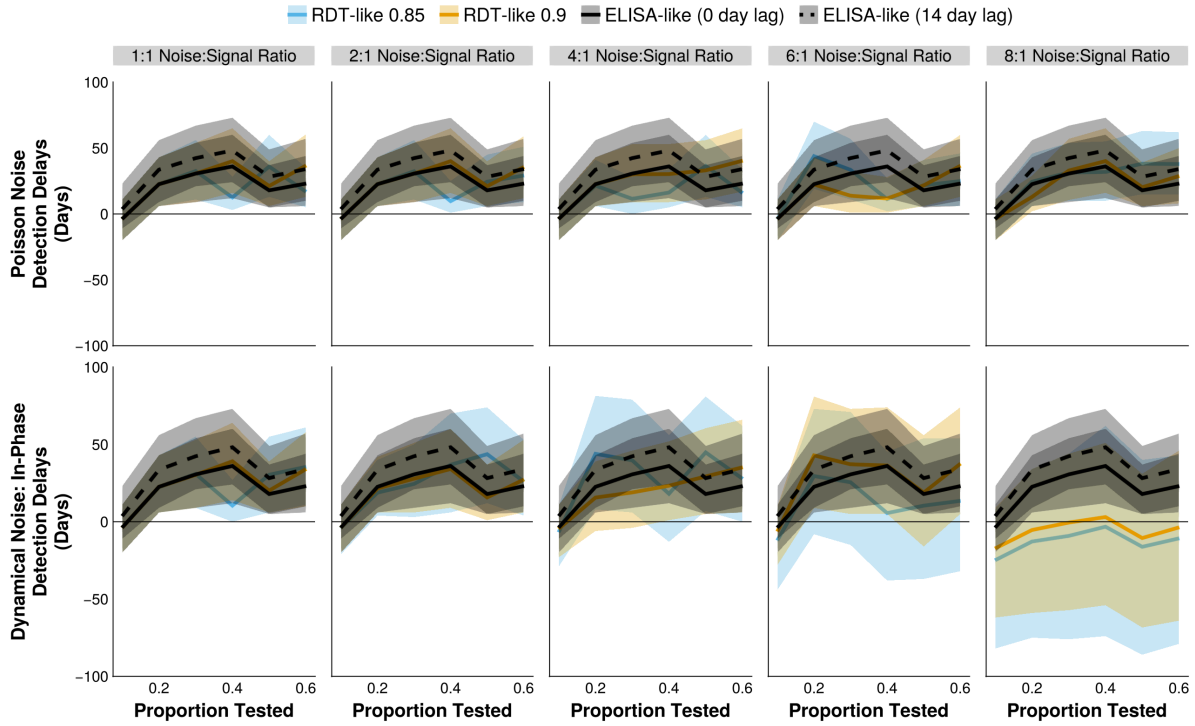 RDT-like 0.85 RDT-like 0.9 ELISA-like (0 day lag) ELISA-like (14 day lag)
1:1 Noise:Signal Ratio 2:1 Noise:Signal Ratio 4:1 Noise:Signal Ratio 6:1 Noise:Signal Ratio 8:1 Noise:Signal Ratio
Poisson Noise
Detection Delays
(Days)
100
50
0
−50
−100
Dynamical Noise: In-Phase
Detection Delays
(Days)
100
50
0
−50
−100
0.2 0.4 0.6 0.2 0.4 0.6 0.2 0.4 0.6 0.2 0.4 0.6 0.2 0.4 0.6
Proportion Tested Proportion Tested Proportion Tested Proportion Tested Proportion Tested